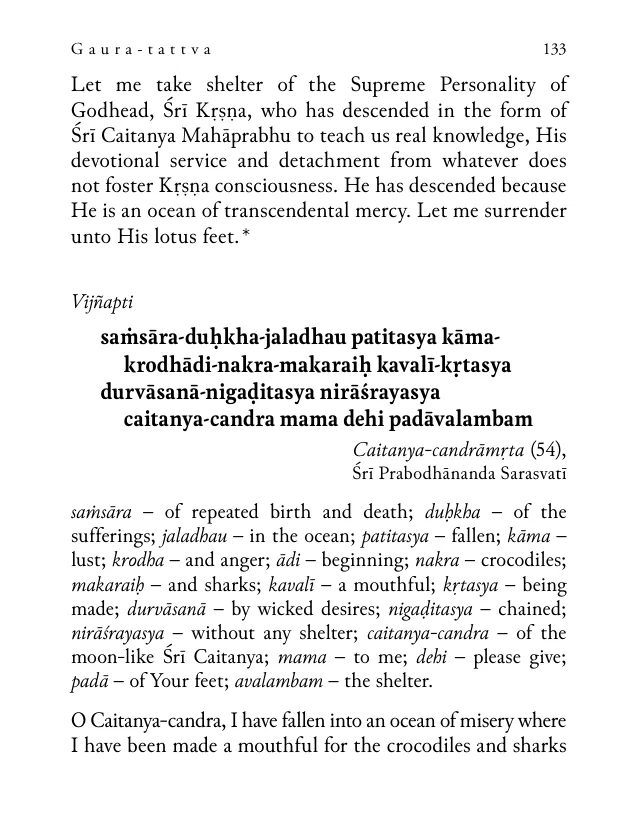 Gaura-tattva 133
Let me take shelter of the Supreme Personality of
Godhead, Śrī Kṛṣṇa, who has descended in the form of
Śrī Caitanya Mahāprabhu to teach us real knowledge, His
devotional service and detachment from whatever does
not foster Kṛṣṇa consciousness. He has descended because
He is an ocean of transcendental mercy. Let me surrender
unto His lotus feet.*
Vijñapti
saṁsāra-duḥkha-jaladhau patitasya kāma-
krodhādi-nakra-makaraiḥ kavalī-kṛtasya
durvāsanā-nigaḍitasya nirāśrayasya
caitanya-candra mama dehi padāvalambam
Caitanya-candrāmṛta (54),
Śrī Prabodhānanda Sarasvatī
saṁsāra – of repeated birth and death; duḥkha – of the
sufferings; jaladhau – in the ocean; patitasya – fallen; kāma –
lust; krodha – and anger; ādi – beginning; nakra – crocodiles;
makaraiḥ – and sharks; kavalī – a mouthful; kṛtasya – being
made; durvāsanā – by wicked desires; nigaḍitasya – chained;
nirāśrayasya – without any shelter; caitanya-candra – of the
moon-like Śrī Caitanya; mama – to me; dehi – please give;
padā – of Your feet; avalambam – the shelter.
O Caitanya-candra, I have fallen into an ocean of misery where
I have been made a mouthful for the crocodiles and sharks